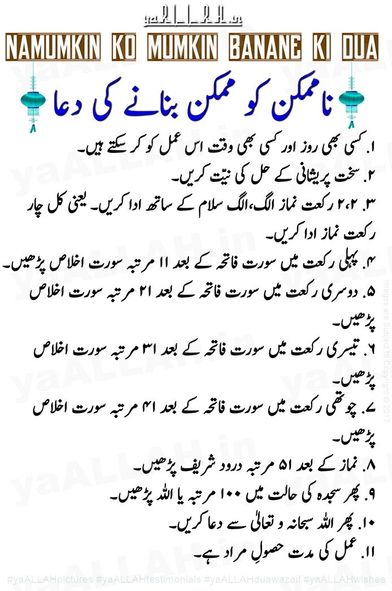 yaALLAH.in
NAMUMKIN KO MUMKIN BANANE KI DUA
ناممکن کو ممکن بنانے کی دعا
۱. کسی بھی روز اور کسی بھی وقت اس عمل کو کر سکتے ہیں۔
۲. سخت پریشانی کے حل کی نیّت کریں۔
۳. ۲،۲ رکعت نماز الگ،الگ سلام کے ساتھ ادا کریں۔ یعنی کل چار
رکعت نماز ادا کریں۔
۴. پہلی رکعت میں سورت فاتحہ کے بعد ۱۱ مرتبہ سورت اخلاص پڑھیں۔
۵. دوسری رکعت میں سورت فاتحہ کے بعد ۲۱ مرتبہ سورت اخلاص
پڑھیں۔
۶. تیسری رکعت میں سورت فاتحہ کے بعد ۳۱ مرتبہ سورت اخلاص
پڑھیں۔
۷. چوتھی رکعت میں سورت فاتحہ کے بعد ۴۱ مرتبہ سورت اخلاص
پڑھیں۔
۸. نماز کے بعد ۵۱ مرتبہ درود شریف پڑھیں۔
۹. پھر سجدہ کی حالت میں ۱۰۰ مرتبہ یا اللہ پڑھیں۔
۱۰. پھر اللہ سبحانہ و تعالیٰ سے دعا کریں۔
۱۱. عمل کی مدت حصولِ مراد ہے۔
#yaALLAHpictures #yaALLAHtestimonials #yaALLAHduawazaif #yaALLAHwishes